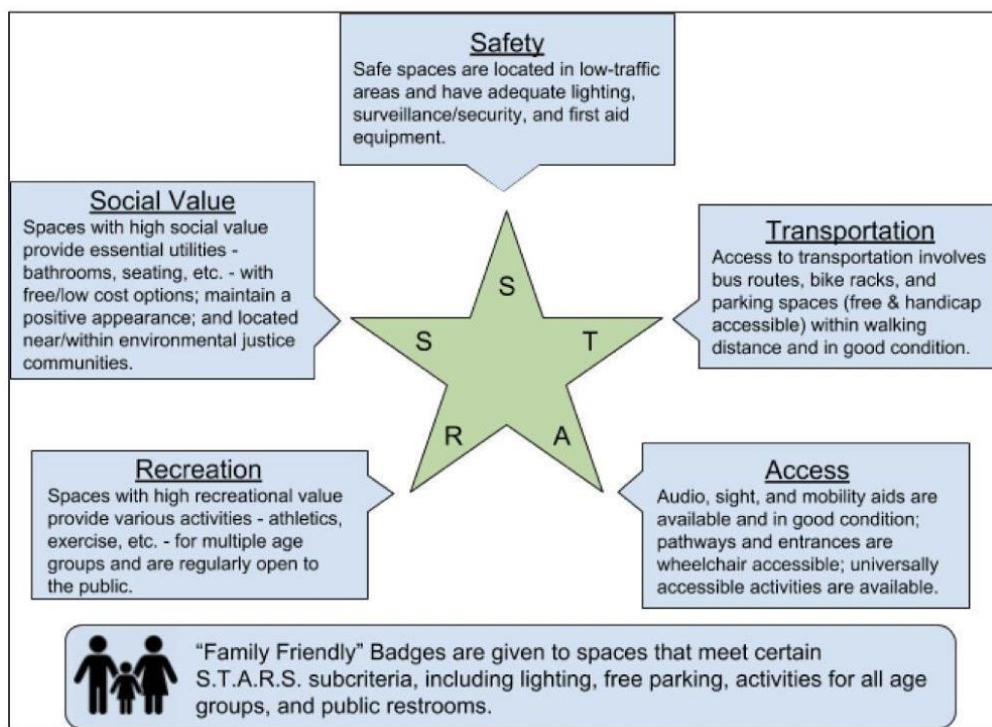 Safety
Safe spaces are located in low-traffic
areas and have adequate lighting,
surveillance/security, and first aid
equipment.
Social Value
Spaces with high social value
provide essential utilities -
bathrooms, seating, etc. - with
free/low cost options; maintain a
positive appearance; and located
near/within environmental justice
communities.
Transportation
Access to transportation involves
bus routes, bike racks, and
parking spaces (free & handicap
accessible) within walking
distance and in good condition.
S
S
T
R
A
Recreation
Spaces with high recreational value
provide various activities - athletics,
exercise, etc. - for multiple age
groups and are regularly open to
the public.
Access
Audio, sight, and mobility aids are
available and in good condition;
pathways and entrances are
wheelchair accessible; universally
accessible activities are available.
“Family Friendly” Badges are given to spaces that meet certain
S.T.A.R.S. subcriteria, including lighting, free parking, activities for all age
groups, and public restrooms.